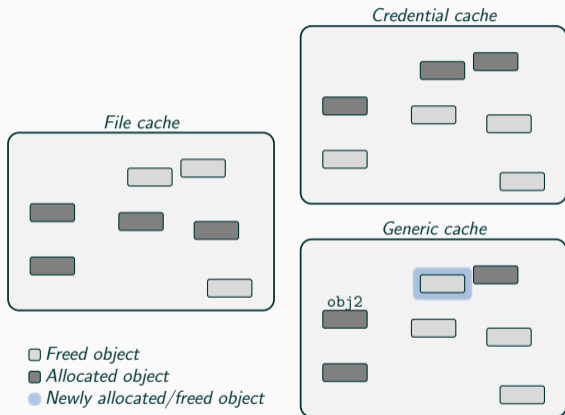 Credential cache
File cache
Generic cache
obj2
Freed object
Allocated object
Newly allocated/freed object